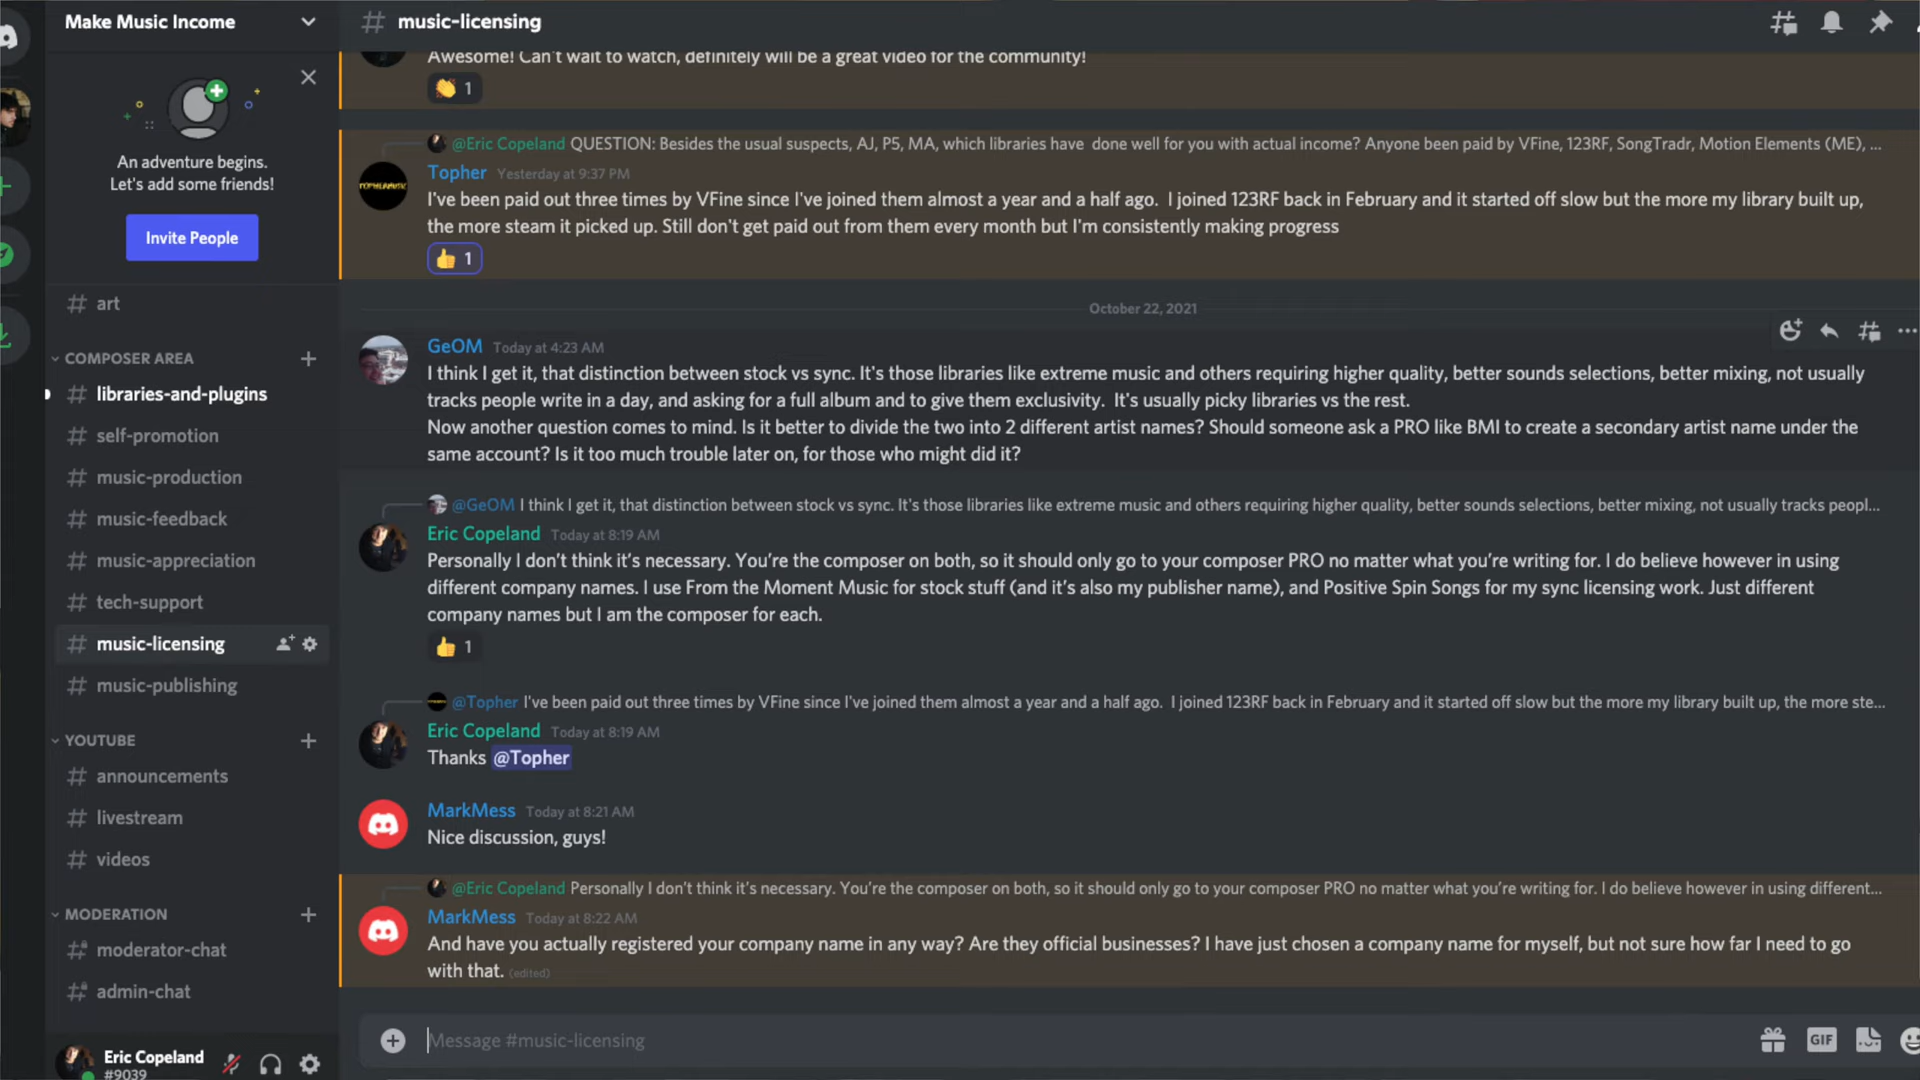 Make Music Income
An adventure begins.
Let's add some friends!
Invite People
# art
COMPOSER AREA
# libraries-and-plugins
# self-promotion
# music-production
# music-feedback
# music-appreciation
# tech-support
# music-licensing
# music-publishing
YOUTUBE
# announcements
# livestream
# videos
MODERATION
# moderator-chat
# admin-chat
Eric Copeland
#9039
# music-licensing
Awesome! Can't wait to watch, definitely will be a great video for the community!
1
@Eric Copeland QUESTION: Besides the usual suspects, AJ, P5, MA, which libraries have done well for you with actual income? Anyone been paid by VFine, 123RF, SongTradr, Motion Elements (ME), ...
TOPHERMUSIC
Topher Yesterday at 9:37 PM
I've been paid out three times by VFine since I've joined them almost a year and a half ago. I joined 123RF back in February and it started off slow but the more my library built up,
the more steam it picked up. Still don't get paid out from them every month but I'm consistently making progress
1
October 22, 2021
GeOM Today at 4:23 AM
I think I get it, that distinction between stock vs sync. It's those libraries like extreme music and others requiring higher quality, better sounds selections, better mixing, not usually
tracks people write in a day, and asking for a full album and to give them exclusivity. It's usually picky libraries vs the rest.
Now another question comes to mind. Is it better to divide the two into 2 different artist names? Should someone ask a PRO like BMI to create a secondary artist name under the
same account? Is it too much trouble later on, for those who might did it?
@GeOM I think I get it, that distinction between stock vs sync. It's those libraries like extreme music and others requiring higher quality, better sounds selections, better mixing, not usually tracks peopl...
Eric Copeland Today at 8:19 AM
Personally I don't think it's necessary. You're the composer on both, so it should only go to your composer PRO no matter what you're writing for. I do believe however in using
different company names. I use From the Moment Music for stock stuff (and it's also my publisher name), and Positive Spin Songs for my sync licensing work. Just different
company names but I am the composer for each.
1
@Topher I've been paid out three times by VFine since I've joined them almost a year and a half ago. I joined 123RF back in February and it started off slow but the more my library built up, the more ste...
Eric Copeland Today at 8:19 AM
Thanks @Topher
MarkMess Today at 8:21 AM
Nice discussion, guys!
@Eric Copeland Personally I don't think it's necessary. You're the composer on both, so it should only go to your composer PRO no matter what you're writing for. I do believe however in using different...
MarkMess Today at 8:22 AM
And have you actually registered your company name in any way? Are they official businesses? I have just chosen a company name for myself, but not sure how far I need to go
with that. (edited)
Message #music-licensing
GIF